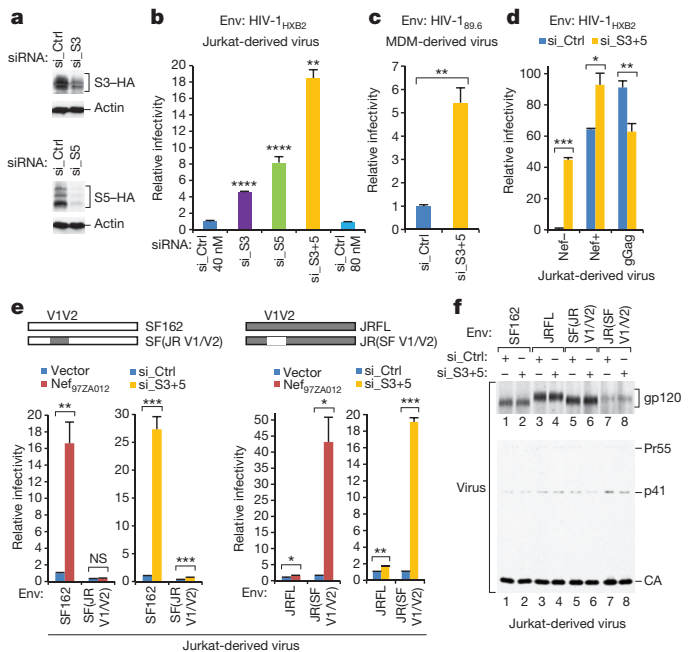 a
siRNA:
si_Ctrl
si_S3
S3–HA
Actin
siRNA:
si_Ctrl
si_S5
S5–HA
Actin
b
Env: HIV-1HXB2
Jurkat-derived virus
Relative infectivity
20
18
16
14
12
10
8
6
4
2
0
****
****
**
siRNA:
si_Ctrl 40 nM
si_S3
si_S5
si_S3+5
si_Ctrl 80 nM
c
Env: HIV-189.6
MDM-derived virus
Relative infectivity
7
6
5
4
3
2
1
0
**
si_Ctrl
si_S3+5
d
Env: HIV-1HXB2
si_Ctrl
si_S3+5
Relative infectivity
100
80
60
40
20
0
***
*
**
Nef–
Nef+
gGag
Jurkat-derived virus
e
V1V2
SF162
SF(JR V1/V2)
V1V2
JRFL
JR(SF V1/V2)
Vector
Nef97ZA012
Relative infectivity
20
18
16
14
12
10
8
6
4
2
0
**
NS
Env:
SF162
SF(JR V1/V2)
si_Ctrl
si_S3+5
30
25
20
15
10
5
0
***
***
SF162
SF(JR V1/V2)
Vector
Nef97ZA012
Relative infectivity
50
40
30
20
10
0
*
*
Env:
JRFL
JR(SF V1/V2)
si_Ctrl
si_S3+5
20
18
16
14
12
10
8
6
4
2
0
**
***
JRFL
JR(SF V1/V2)
Jurkat-derived virus
f
Env:
SF162
JRFL
SF(JR V1/V2)
JR(SF V1/V2)
si_Ctrl: + – + – + – + –
si_S3+5: – + – + – + – +
gp120
1 2 3 4 5 6 7 8
Virus
Pr55
p41
CA
1 2 3 4 5 6 7 8
Jurkat-derived virus